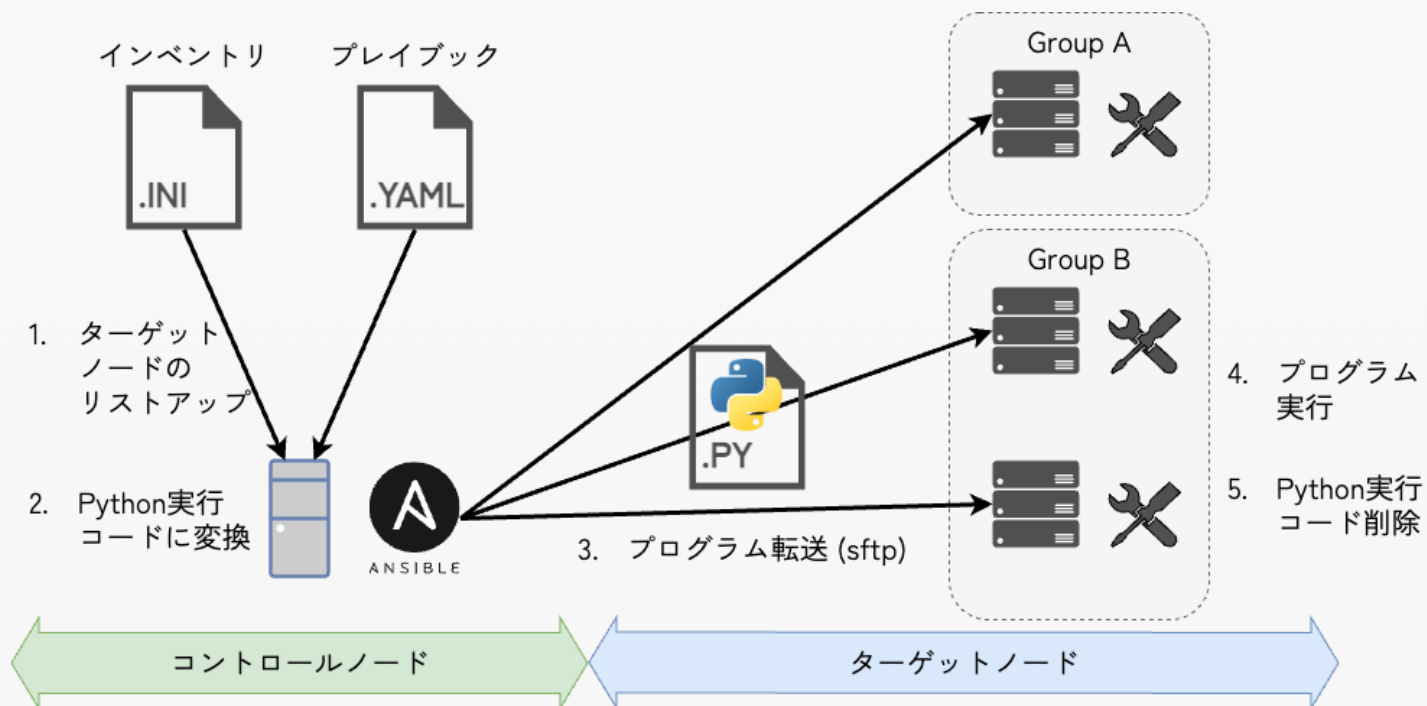 インベントリ
プレイブック
.INI
.YAML
1. ターゲット
ノードの
リストアップ
2. Python実行
コードに変換
ANSIBLE
.PY
3. プログラム転送 (sftp)
Group A
Group B
4. プログラム
実行
5. Python実行
コード削除
コントロールノード
ターゲットノード